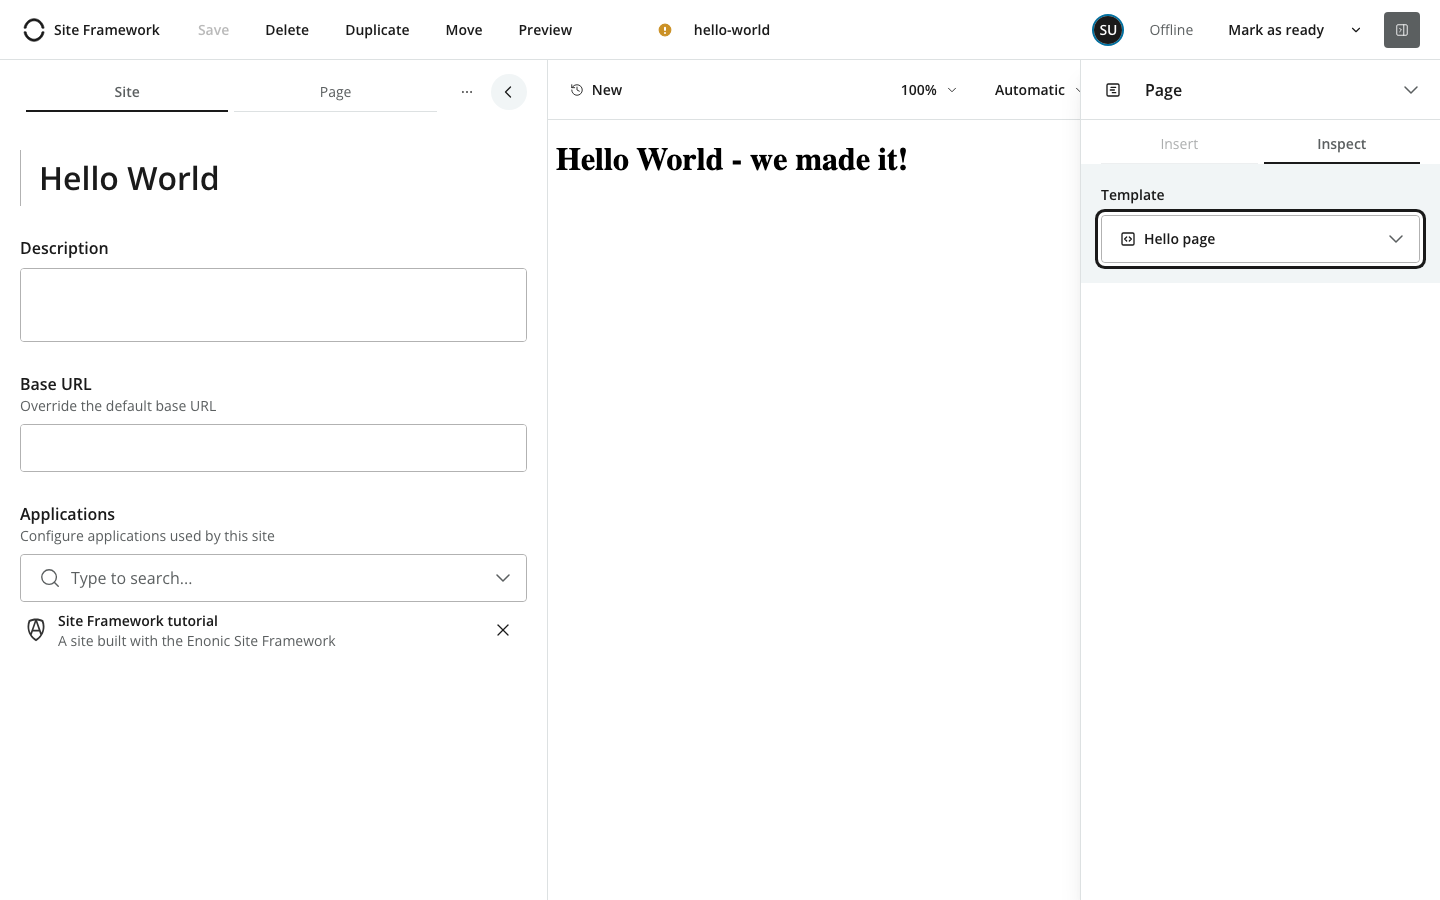 Site Framework
Save
Delete
Duplicate
Move
Preview
hello-world
SU
Offline
Mark as ready
Site
Page
...
Hello World
Description
Base URL
Override the default base URL
Applications
Configure applications used by this site
Type to search...
Site Framework tutorial
A site built with the Enonic Site Framework
New
100%
Automatic
Hello World - we made it!
Page
Insert
Inspect
Template
Hello page